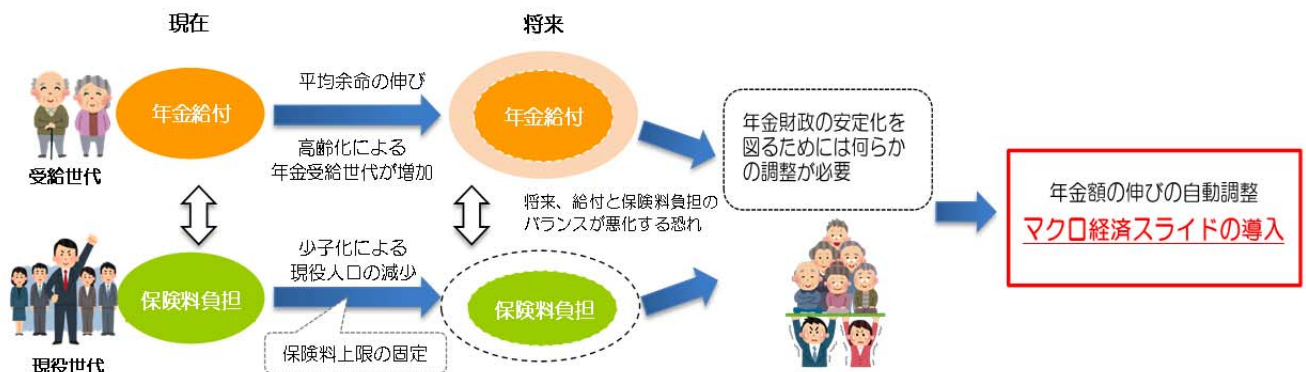 現在
将来
年金給付
平均余命の伸び
高齢化による
年金受給世代が増加
年金給付
受給世代
将来、給付と保険料負担の
バランスが悪化する恐れ
年金財政の安定化を
図るためには何らか
の調整が必要
年金額の伸びの自動調整
マクロ経済スライドの導入
保険料負担
少子化による
現役人口の減少
保険料負担
保険料上限の固定
現役世代